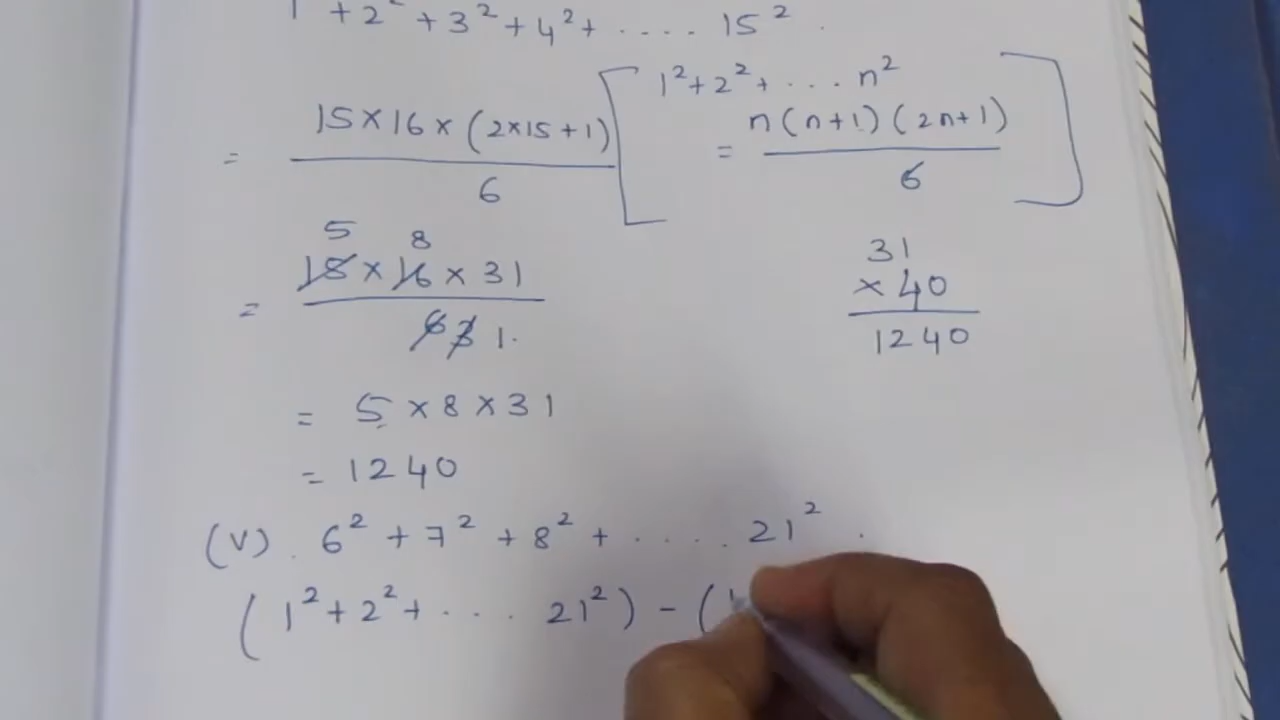 1² + 2² + 3² + 4² + ..... 15² .
1² + 2² + ... n²
= 15 × 16 × (2×15+1) / 6
= n(n+1)(2n+1) / 6
5 8
= 15 × 16 × 31 / 6 3 1.
31
× 40
1240
= 5 × 8 × 31
= 1240
(V). 6² + 7² + 8² + ..... 21² .
(1² + 2² + .... 21²) - (1